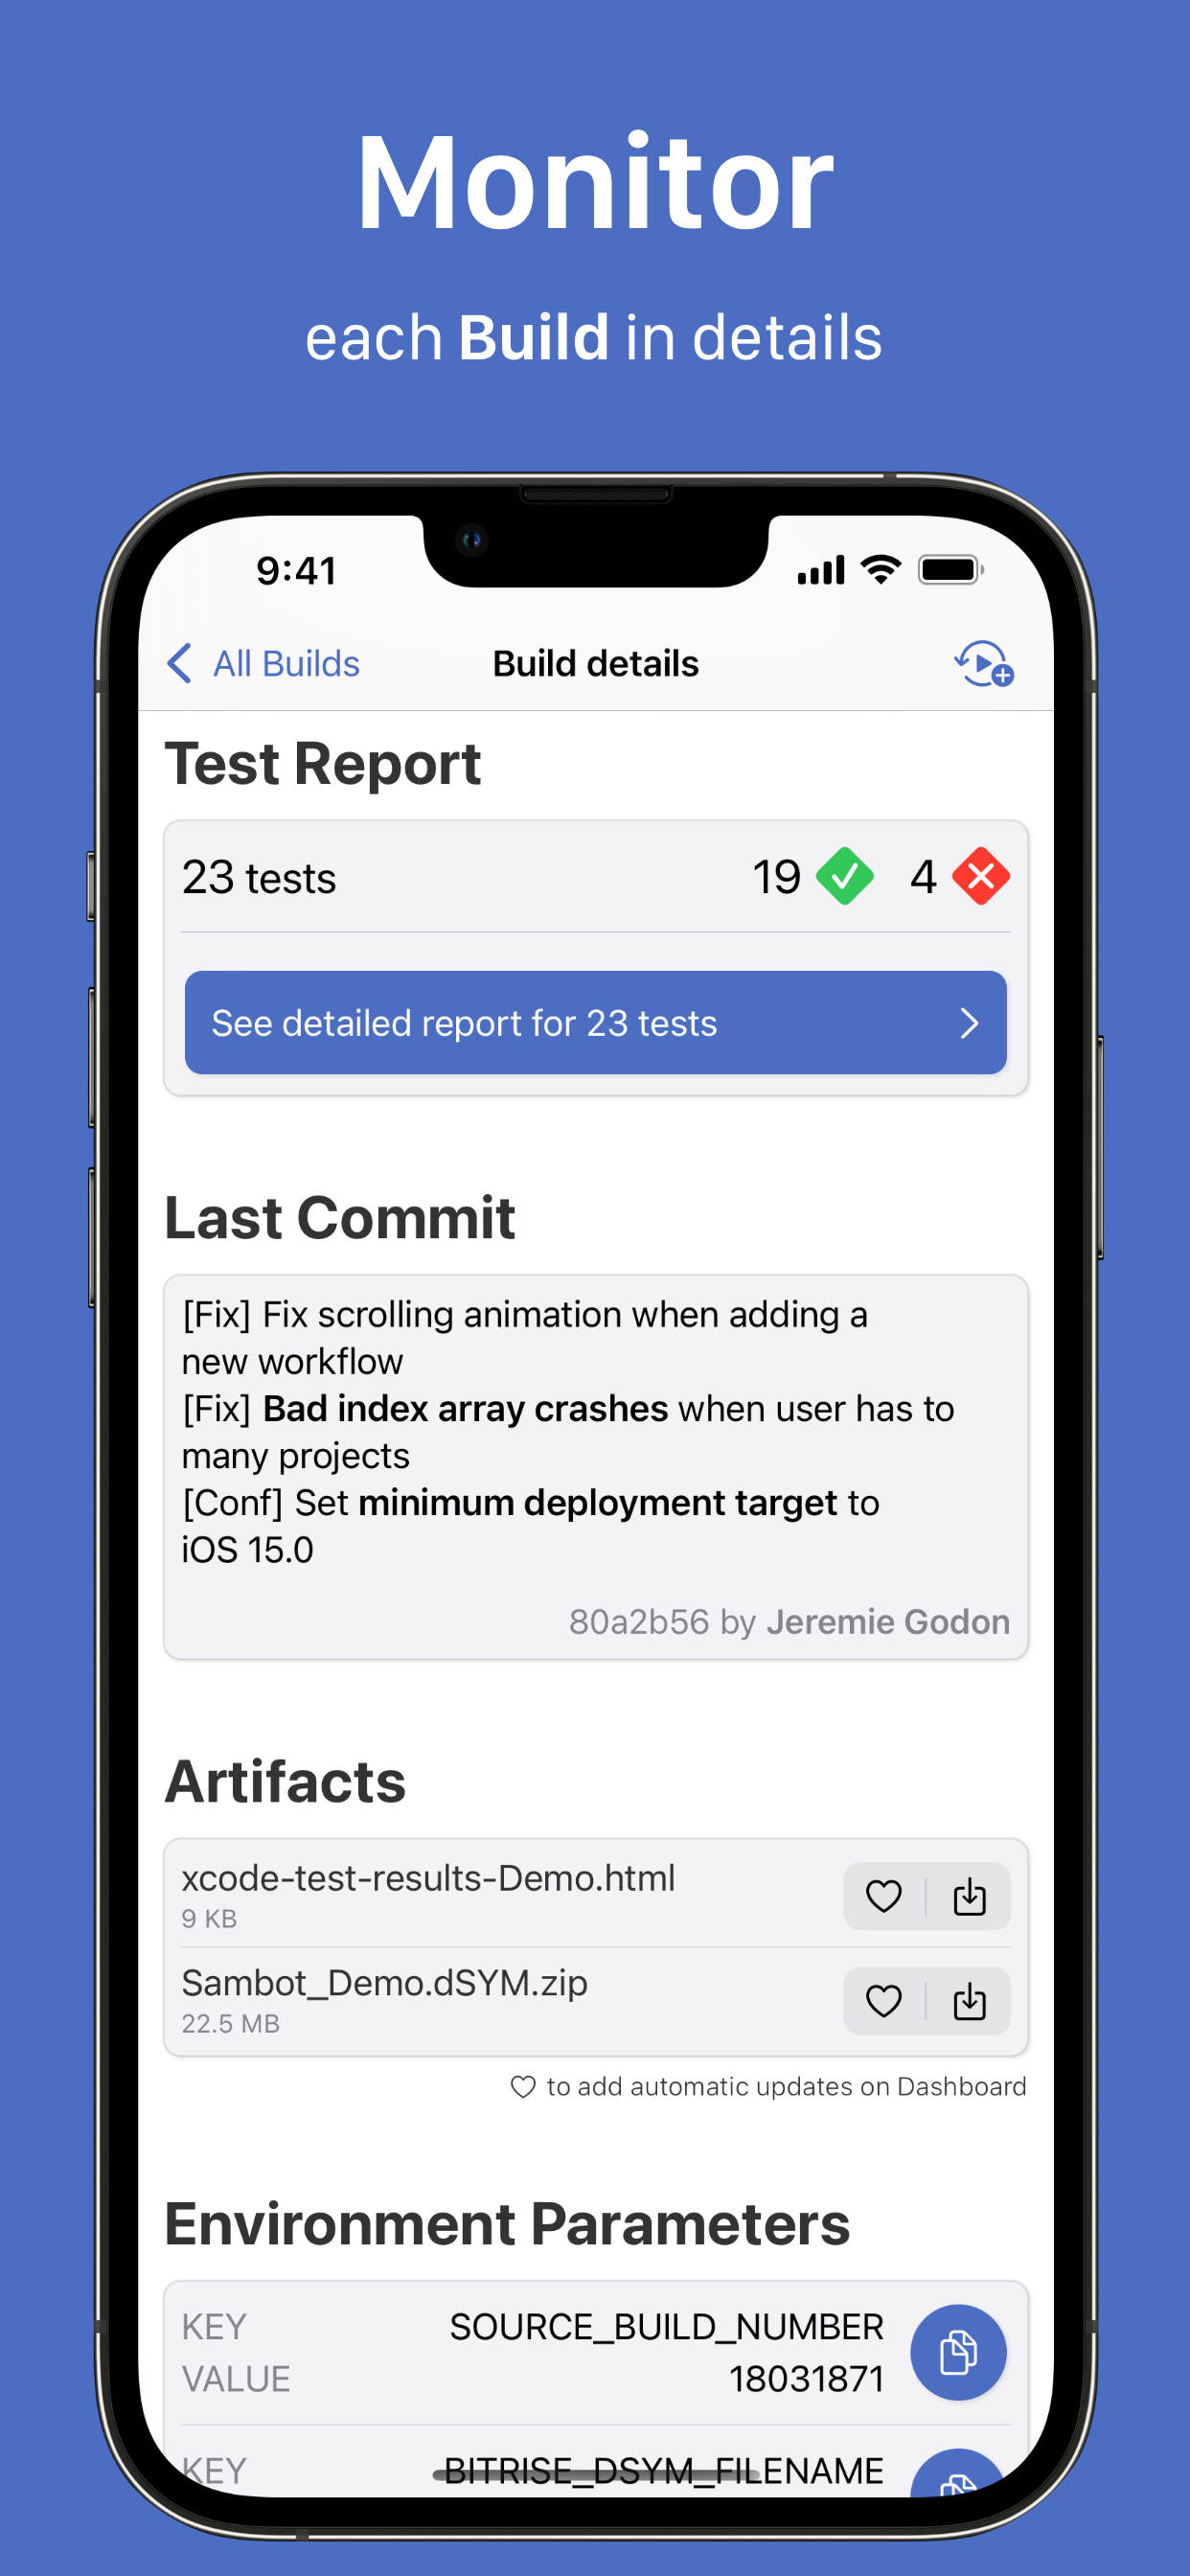 Monitor
each Build in details
9:41
All Builds
Build details
Test Report
23 tests
19
4
See detailed report for 23 tests
Last Commit
[Fix] Fix scrolling animation when adding a
new workflow
[Fix] Bad index array crashes when user has to
many projects
[Conf] Set minimum deployment target to
iOS 15.0
80a2b56 by Jeremie Godon
Artifacts
xcode-test-results-Demo.html
9 KB
Sambot_Demo.dSYM.zip
22.5 MB
to add automatic updates on Dashboard
Environment Parameters
KEY SOURCE_BUILD_NUMBER
VALUE 18031871
KEY BITRISE_DSYM_FILENAME